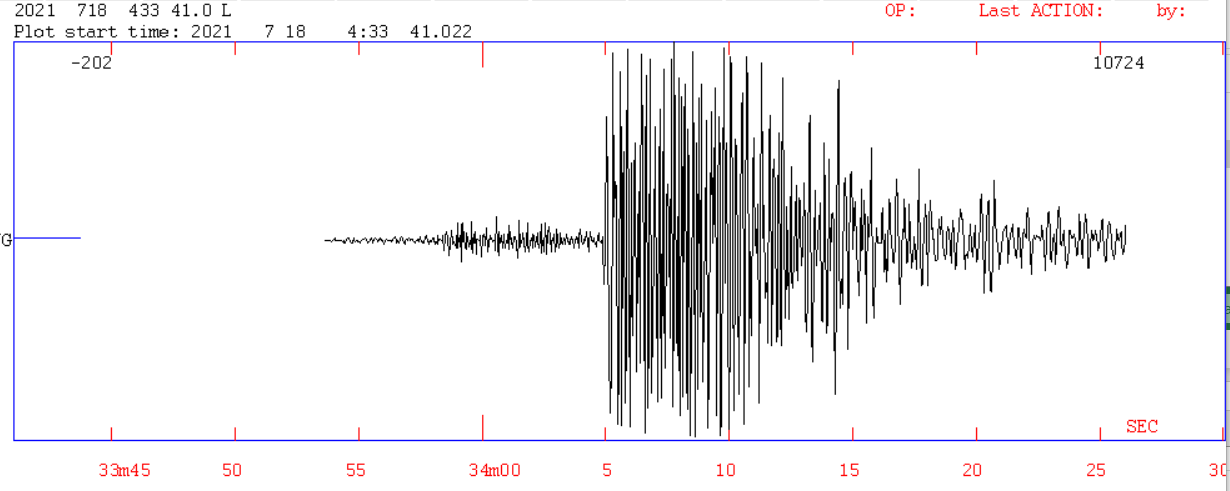 2021 718 433 41.0 L OP: Last ACTION: by:
Plot start time: 2021 7 18 4:33 41.022
-202 10724
G
SEC
33m45 50 55 34m00 5 10 15 20 25 30